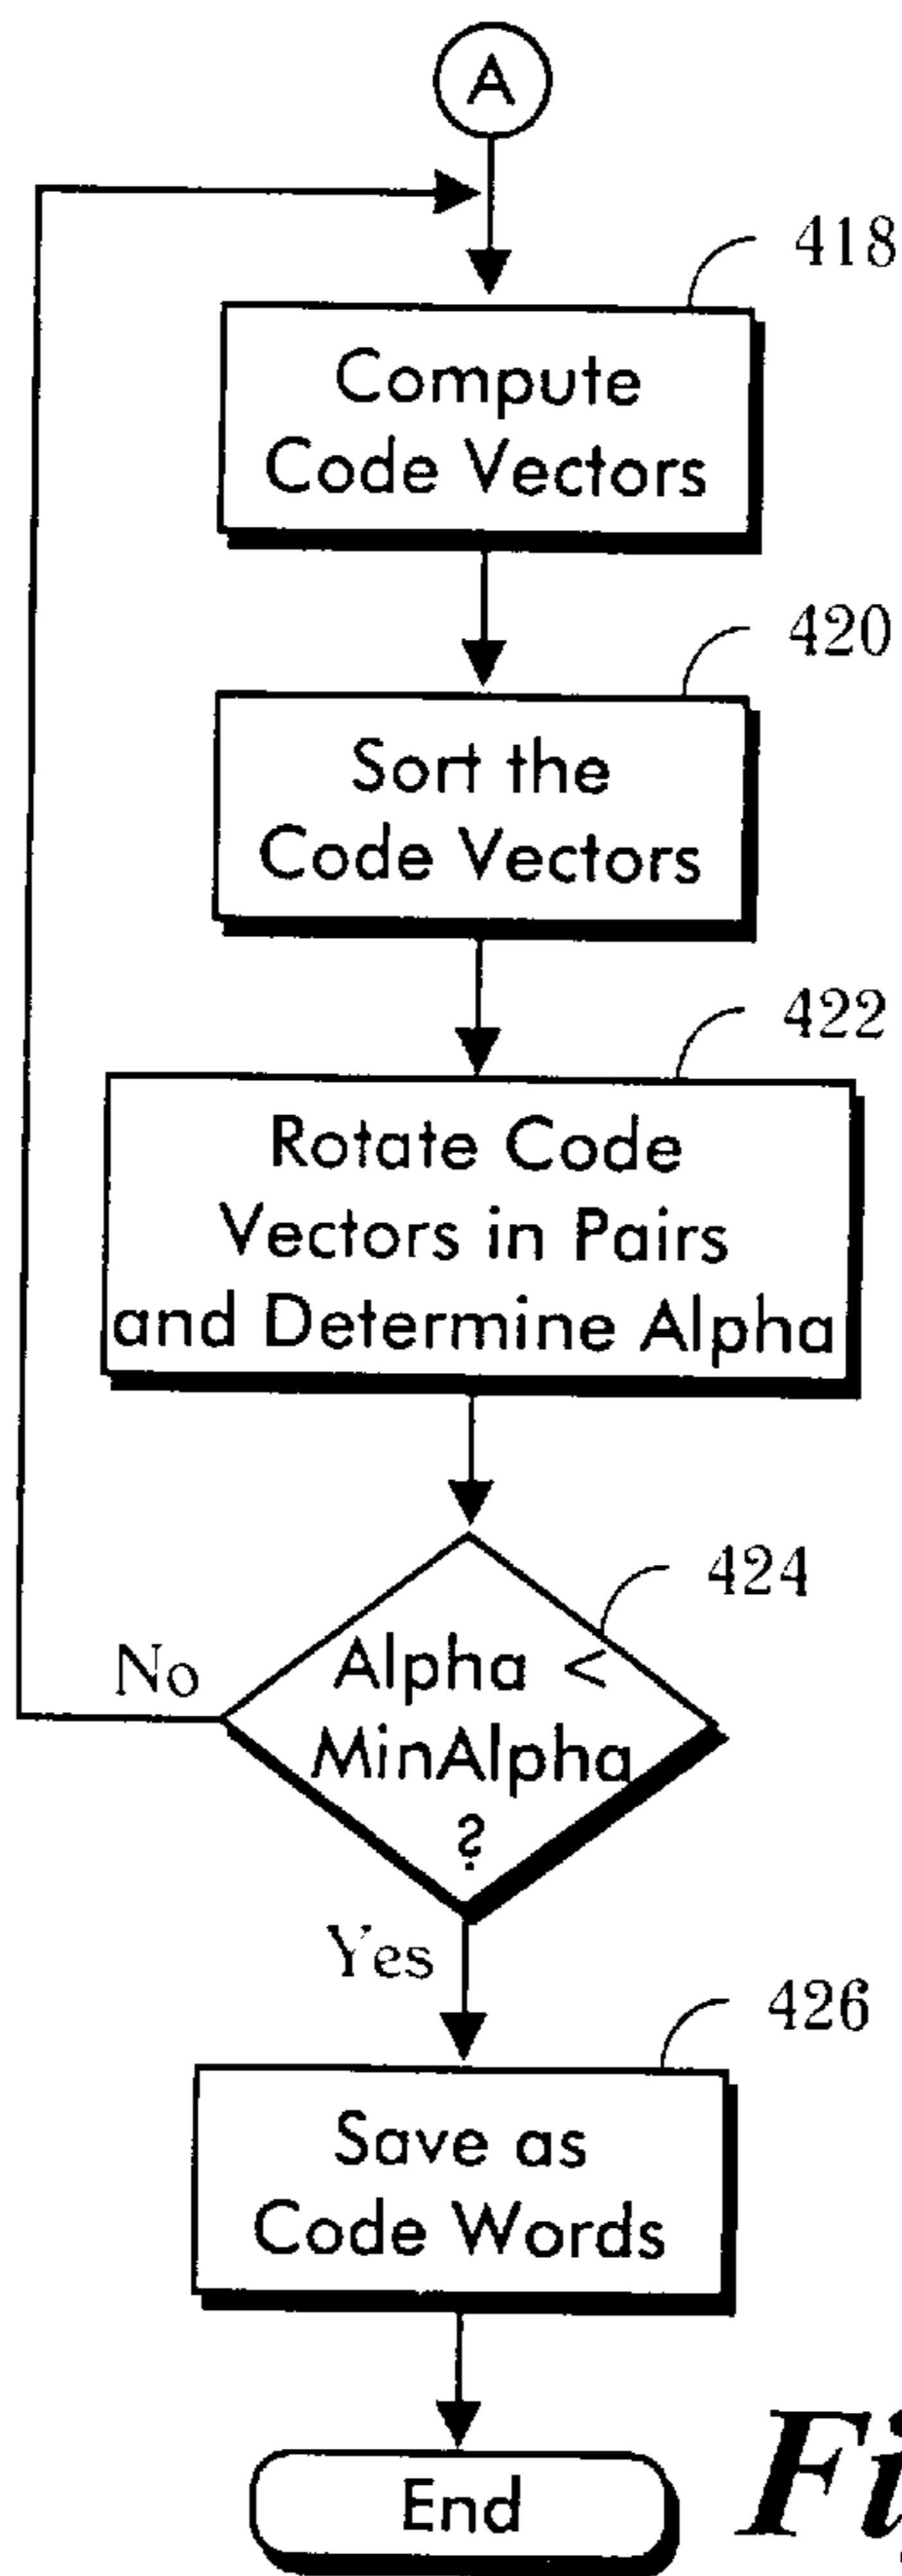 A
418
Compute
Code Vectors
420
Sort the
Code Vectors
422
Rotate Code
Vectors in Pairs
and Determine Alpha
424
Alpha <
MinAlpha
?
No
Yes
426
Save as
Code Words
End